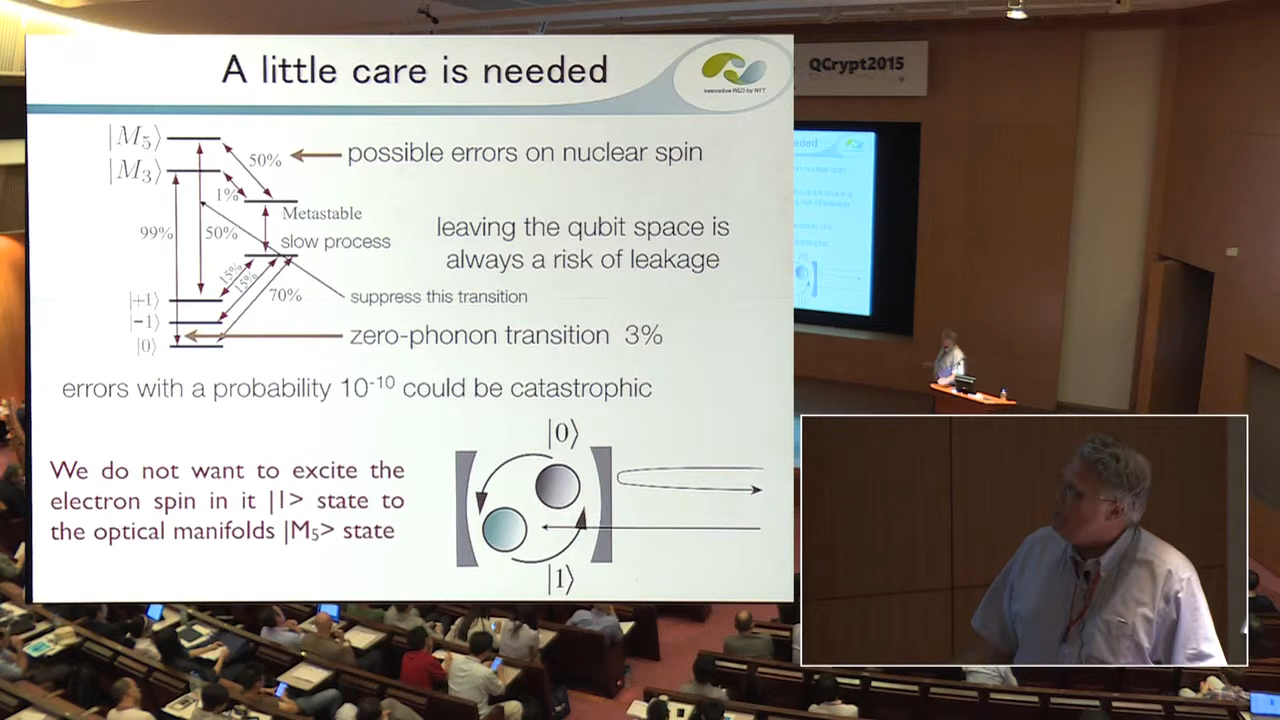 A little care is needed
innovative R&D by NTT
QCrypt2015
|M₅⟩
50%
possible errors on nuclear spin
|M₃⟩
1%
Metastable
99%
50%
slow process
leaving the qubit space is
always a risk of leakage
15%
15%
70%
|+1⟩
suppress this transition
|−1⟩
|0⟩
zero-phonon transition 3%
errors with a probability 10⁻¹⁰ could be catastrophic
We do not want to excite the
electron spin in it |1> state to
the optical manifolds |M₅> state
|0⟩
|1⟩